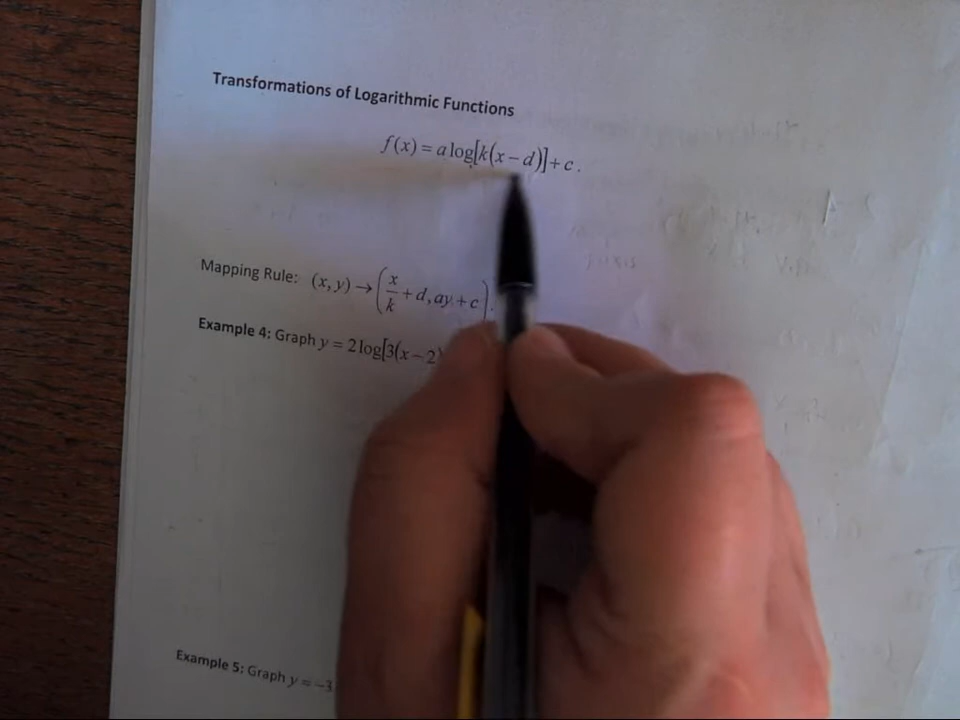 Transformations of Logarithmic Functions
f(x) = a log[k(x − d)] + c.
Mapping Rule: (x, y) → (x/k + d, ay + c).
Example 4: Graph y = 2 log[3(x − 2)
Example 5: Graph y = −3